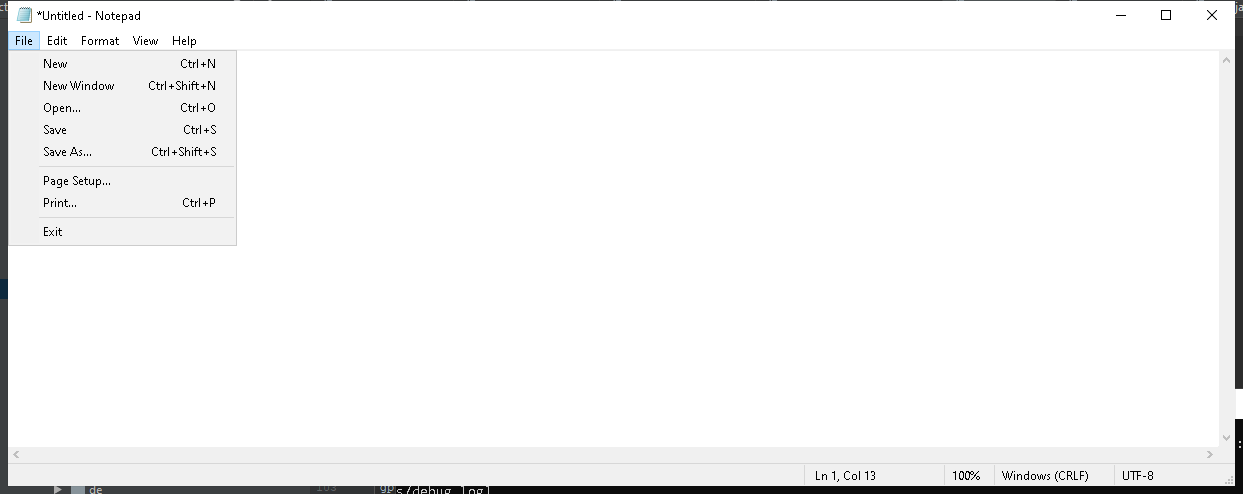 *Untitled - Notepad
File Edit Format View Help
New Ctrl+N
New Window Ctrl+Shift+N
Open... Ctrl+O
Save Ctrl+S
Save As... Ctrl+Shift+S
Page Setup...
Print... Ctrl+P
Exit
Ln 1, Col 13 100% Windows (CRLF) UTF-8
de 103 s/debug.log]